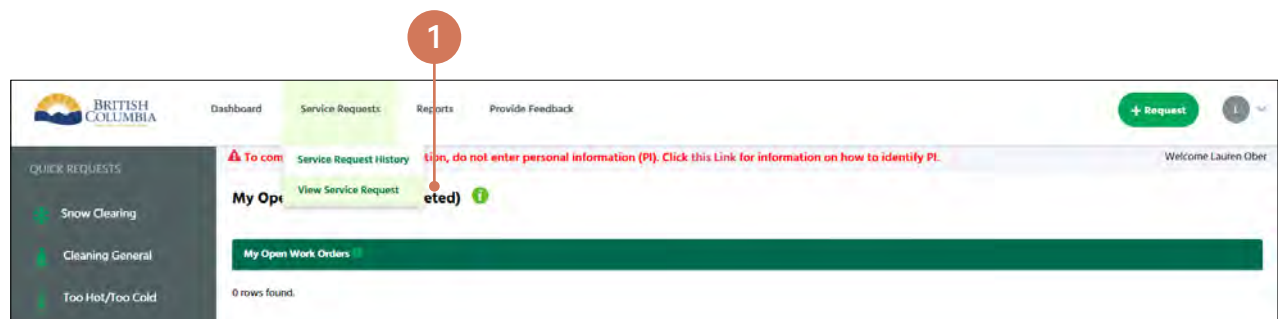 1
BRITISH
COLUMBIA
Dashboard Service Requests Reports Provide Feedback + Request L
QUICK REQUESTS
To com tion, do not enter personal information (PI). Click this Link for information on how to identify PI. Welcome Lauren Ober
Service Request History
View Service Request
My Ope eted) i
Snow Clearing
Cleaning General
My Open Work Orders
Too Hot/Too Cold
0 rows found.